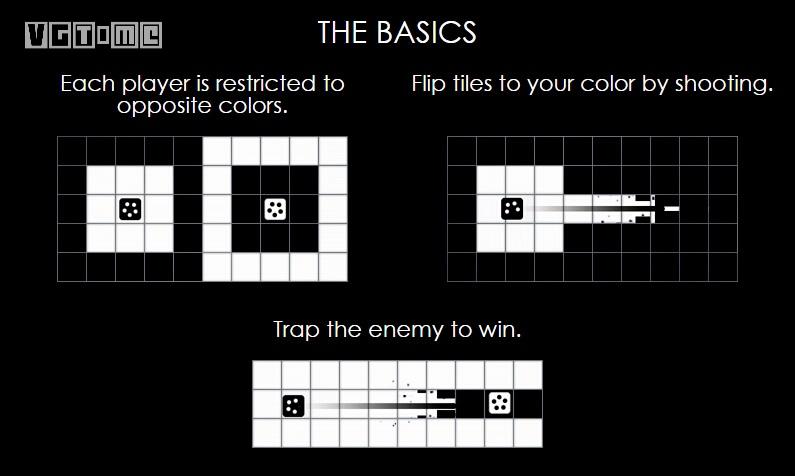 VGTIME
THE BASICS
Each player is restricted to
opposite colors.
Flip tiles to your color by shooting.
Trap the enemy to win.